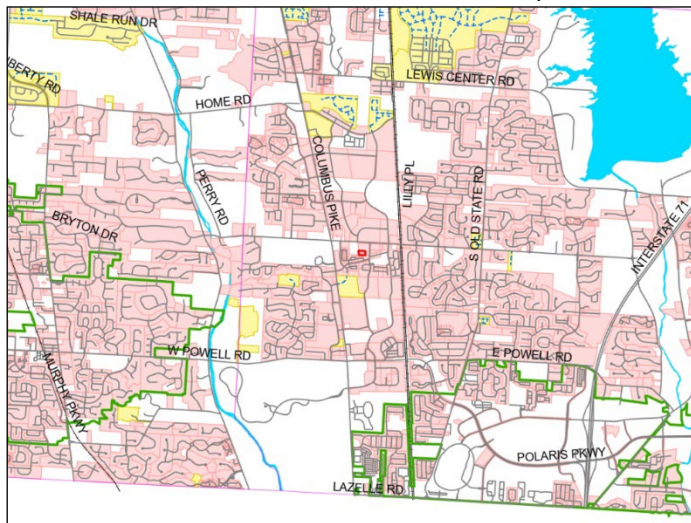 SHALE RUN DR
LIBERTY RD
LEWIS CENTER RD
HOME RD
PERRY RD
COLUMBUS PIKE
LILLY PL
S OLD STATE RD
INTERSTATE 71
BRYTON DR
W POWELL RD
E POWELL RD
MURPHY PKWY
POLARIS PKWY
LAZELLE RD